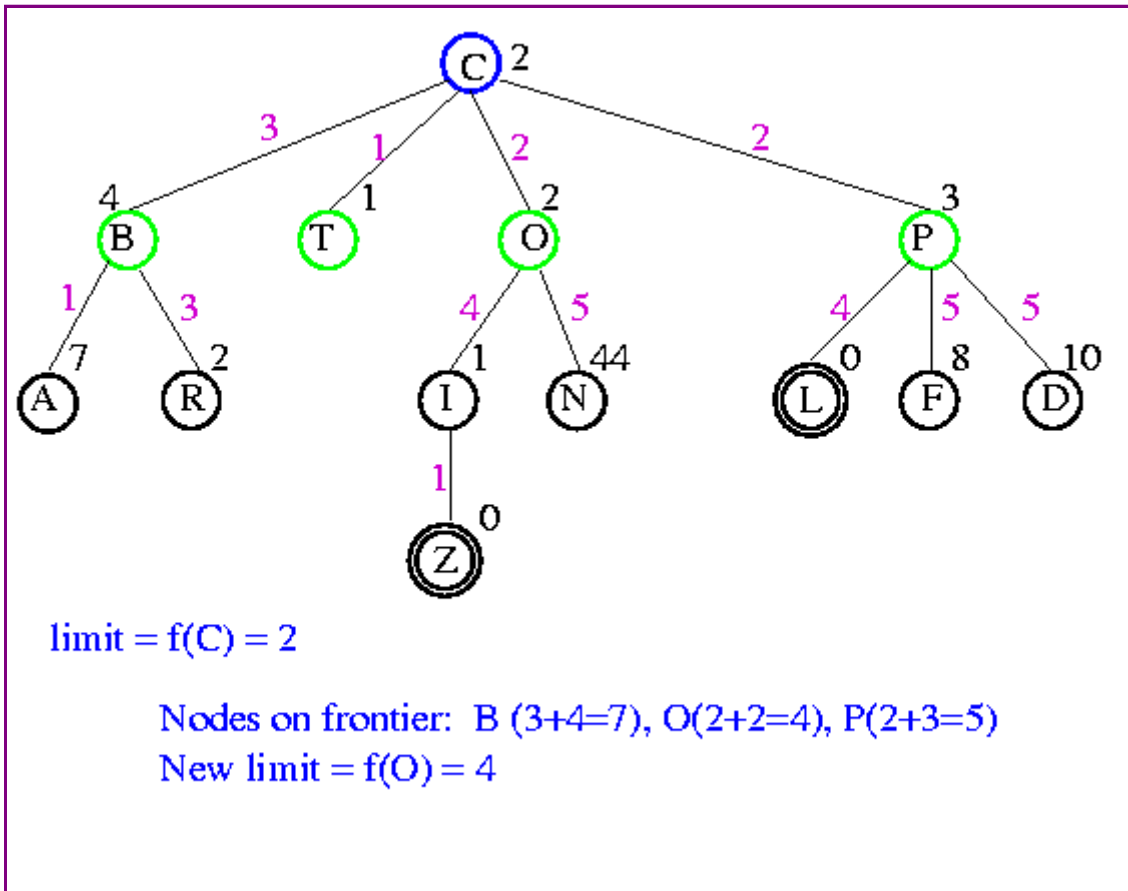 C 2
3 1 2 2
4 1 2 3
B T O P
1 3 4 5 4 5 5
7 2 1 44 0 8 10
A R I N L F D
1
0
Z
limit = f(C) = 2
Nodes on frontier: B (3+4=7), O(2+2=4), P(2+3=5)
New limit = f(O) = 4